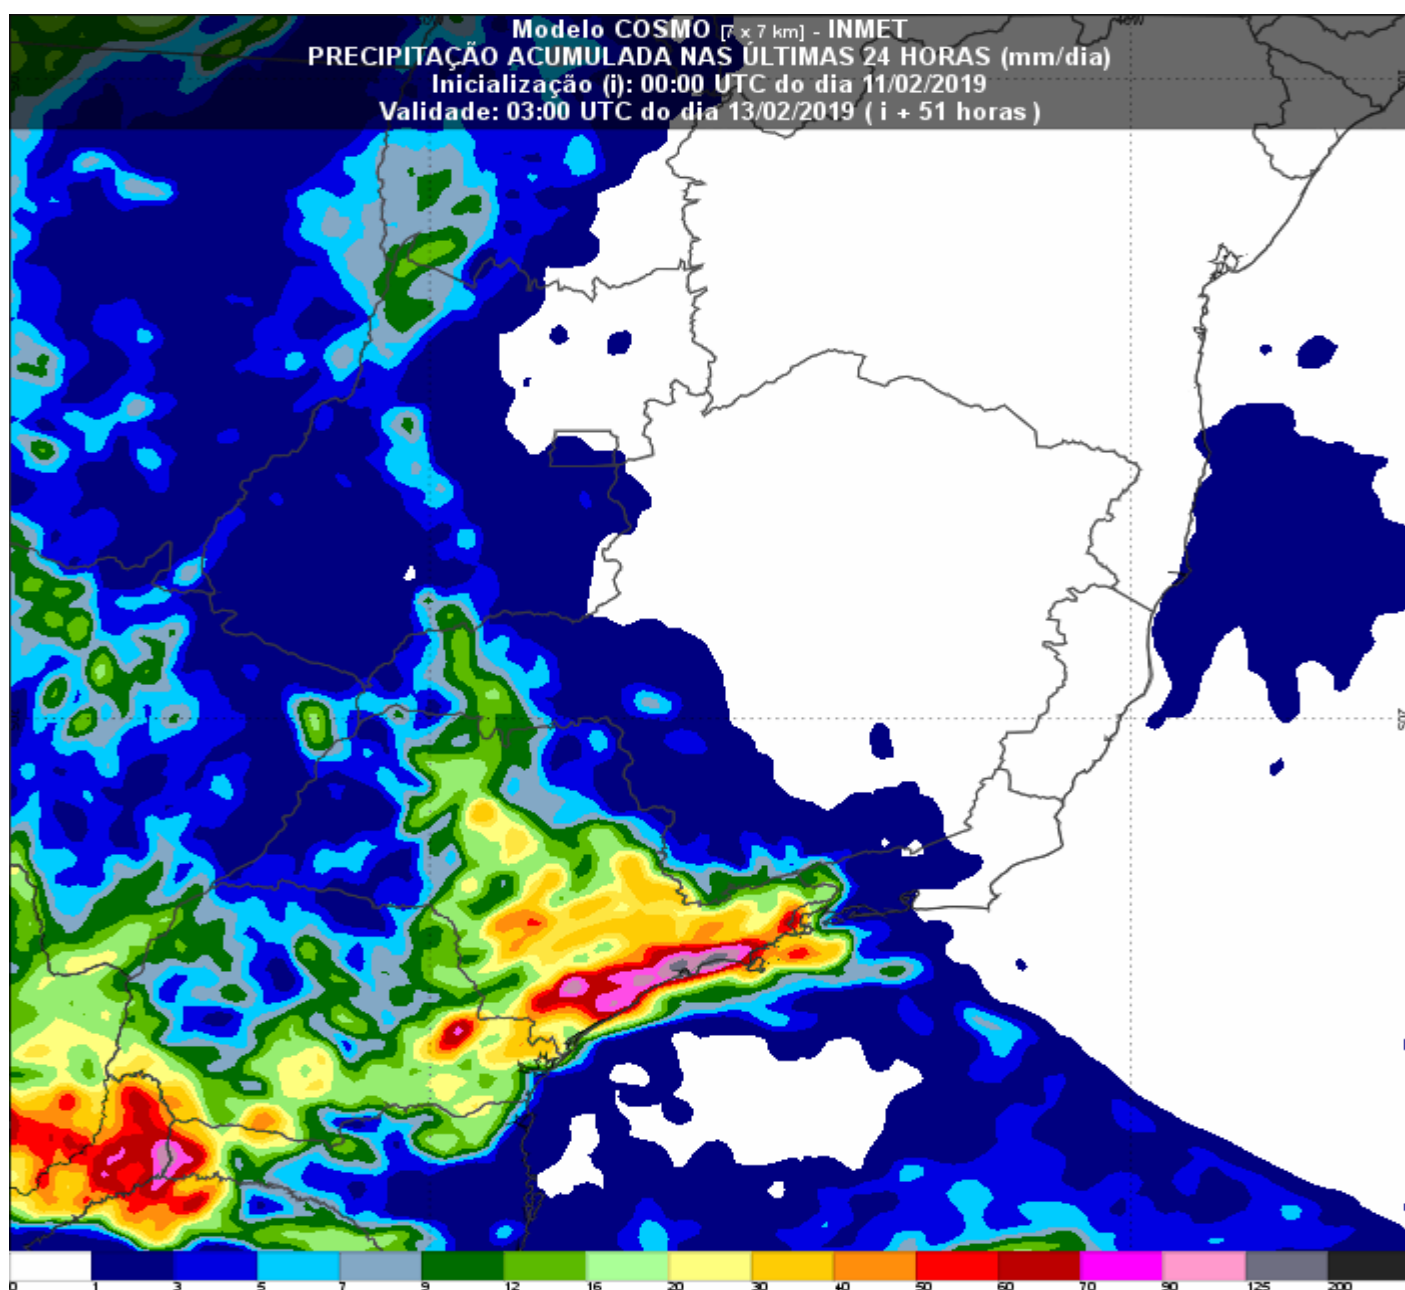 Modelo COSMO [7 x 7 km] - INMET
PRECIPITAÇÃO ACUMULADA NAS ÚLTIMAS 24 HORAS (mm/dia)
Inicialização (i): 00:00 UTC do dia 11/02/2019
Validade: 03:00 UTC do dia 13/02/2019 ( i + 51 horas )
0 1 3 5 7 9 12 16 20 30 40 50 60 70 90 125 200